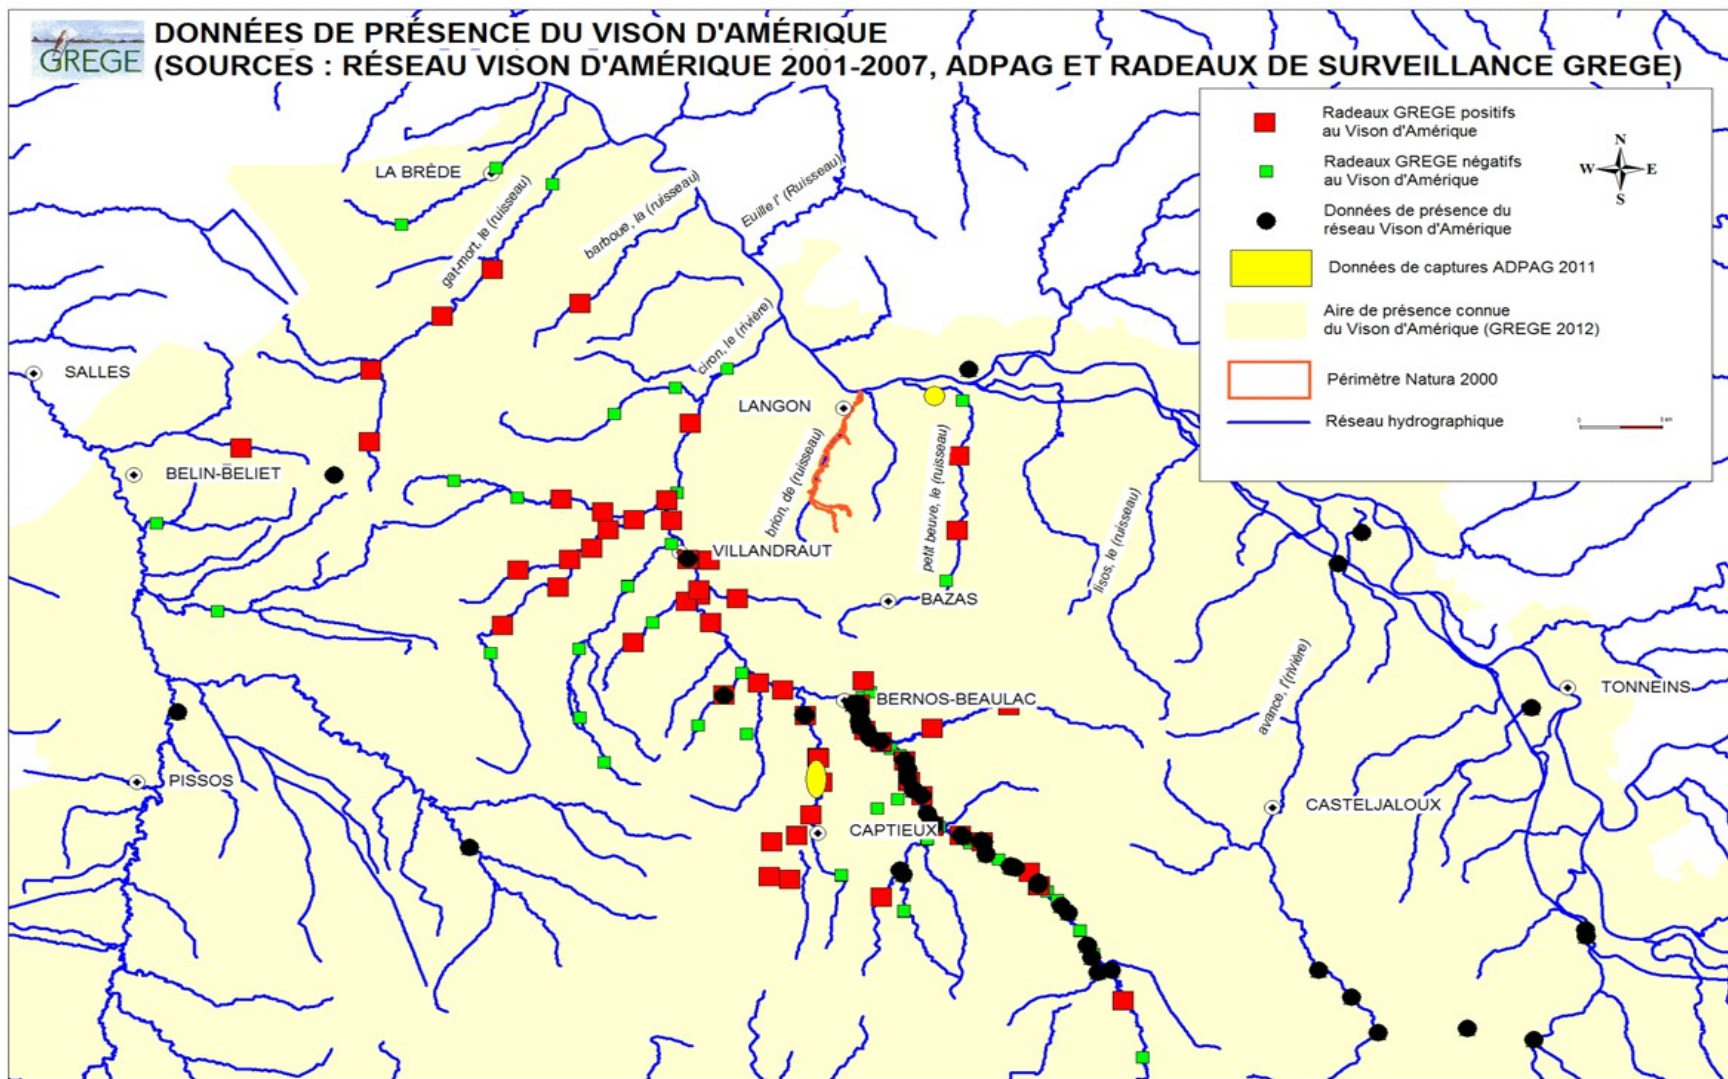 GREGE
DONNÉES DE PRÉSENCE DU VISON D'AMÉRIQUE
(SOURCES : RÉSEAU VISON D'AMÉRIQUE 2001-2007, ADPAG ET RADEAUX DE SURVEILLANCE GREGE)
Radeaux GREGE positifs
au Vison d'Amérique
Radeaux GREGE négatifs
au Vison d'Amérique
Données de présence du
réseau Vison d'Amérique
Données de captures ADPAG 2011
Aire de présence connue
du Vison d'Amérique (GREGE 2012)
Périmètre Natura 2000
Réseau hydrographique
N
W
E
S
LA BRÈDE
gat-mort, le (ruisseau)
barboue, la (ruisseau)
Euille l' (Ruisseau)
ciron, le (rivière)
SALLES
LANGON
BELIN-BELIET
brion, de (ruisseau)
petit beuve, le (ruisseau)
lisos, le (ruisseau)
VILLANDRAUT
BAZAS
avance, l'(rivière)
BERNOS-BEAULAC
TONNEINS
PISSOS
CASTELJALOUX
CAPTIEUX